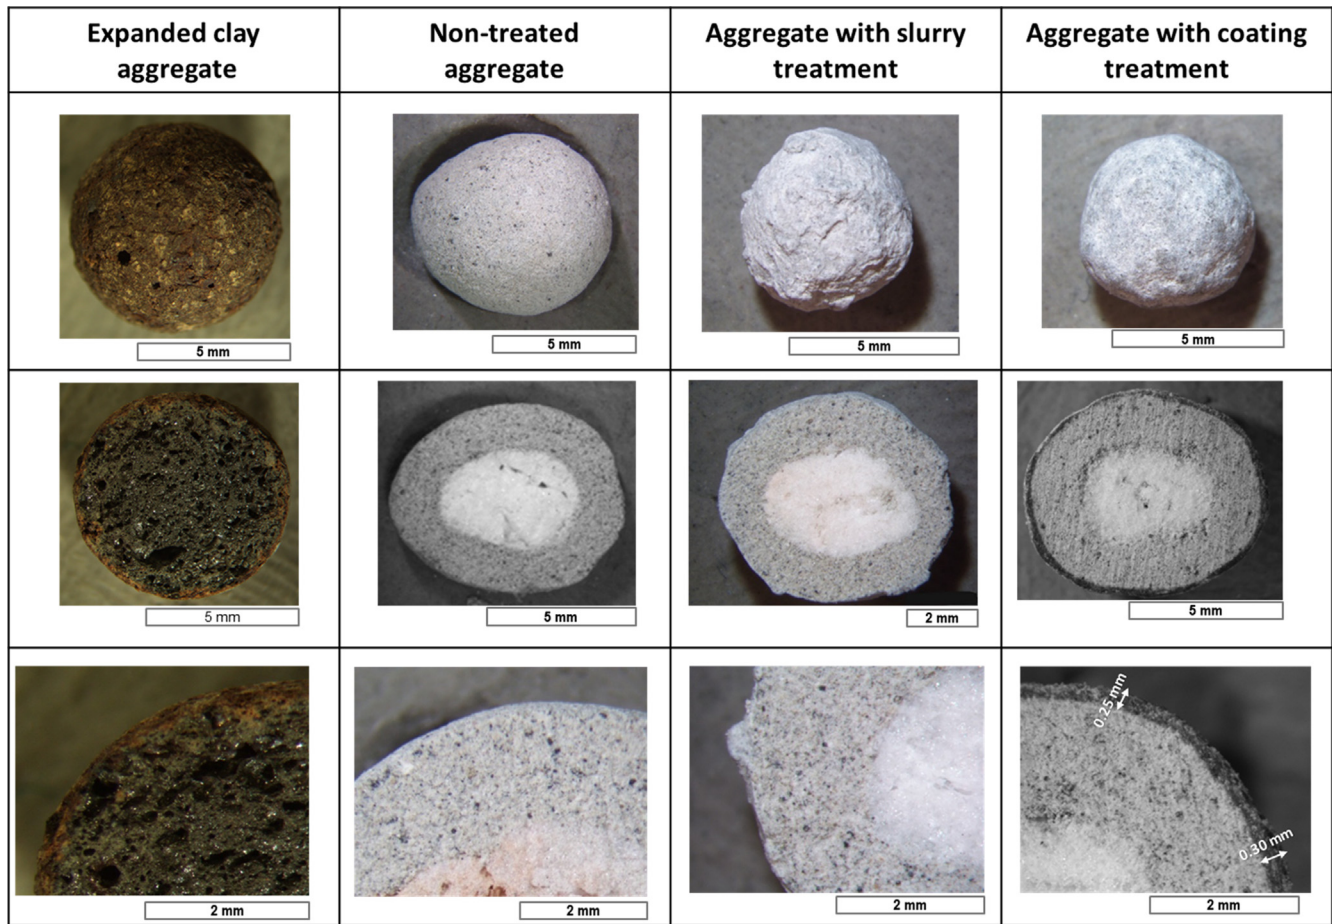 Expanded clay
aggregate
Non-treated
aggregate
Aggregate with slurry
treatment
Aggregate with coating
treatment
5 mm
5 mm
5 mm
5 mm
5 mm
5 mm
2 mm
5 mm
0.25 mm
0.30 mm
2 mm
2 mm
2 mm
2 mm